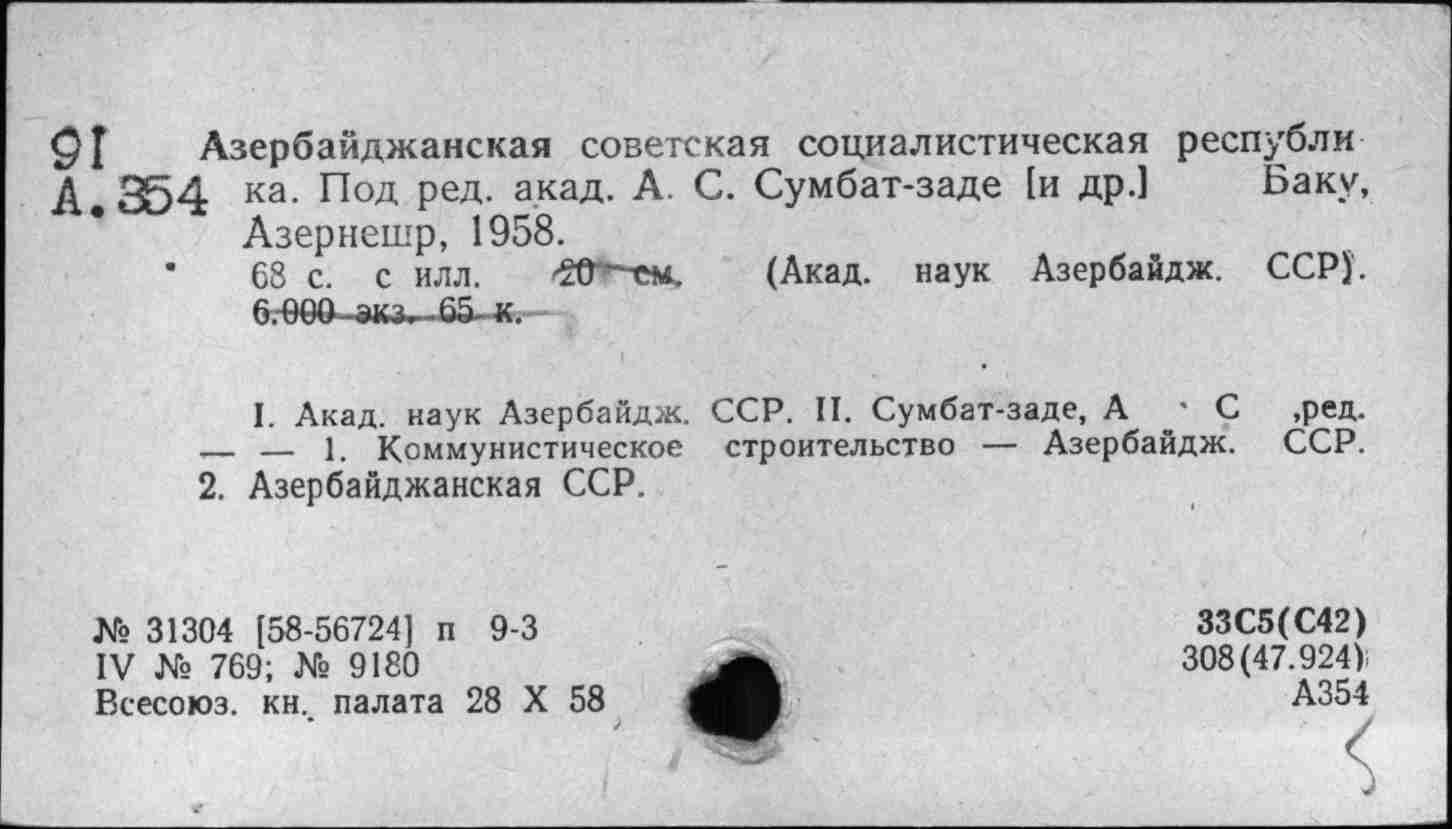 91 Азербайджанская советская социалистическая республи
А.354 ка. Под ред. акад. А. С. Сумбат-заде [и др.] Баку,
Азернешр, 1958.
68 с. с илл. 20 см. (Акад. наук Азербайдж. ССР).
6.000 экз. 65 к.
I. Акад. наук Азербайдж. ССР. II. Сумбат-заде, А С ,ред.
— — 1. Коммунистическое строительство — Азербайдж. ССР.
2. Азербайджанская ССР.
№ 31304 [58-56724] п 9-3 33С5(С42)
IV № 769; № 9180 308(47.924)
Всесоюз. кн. палата 28 X 58 А354